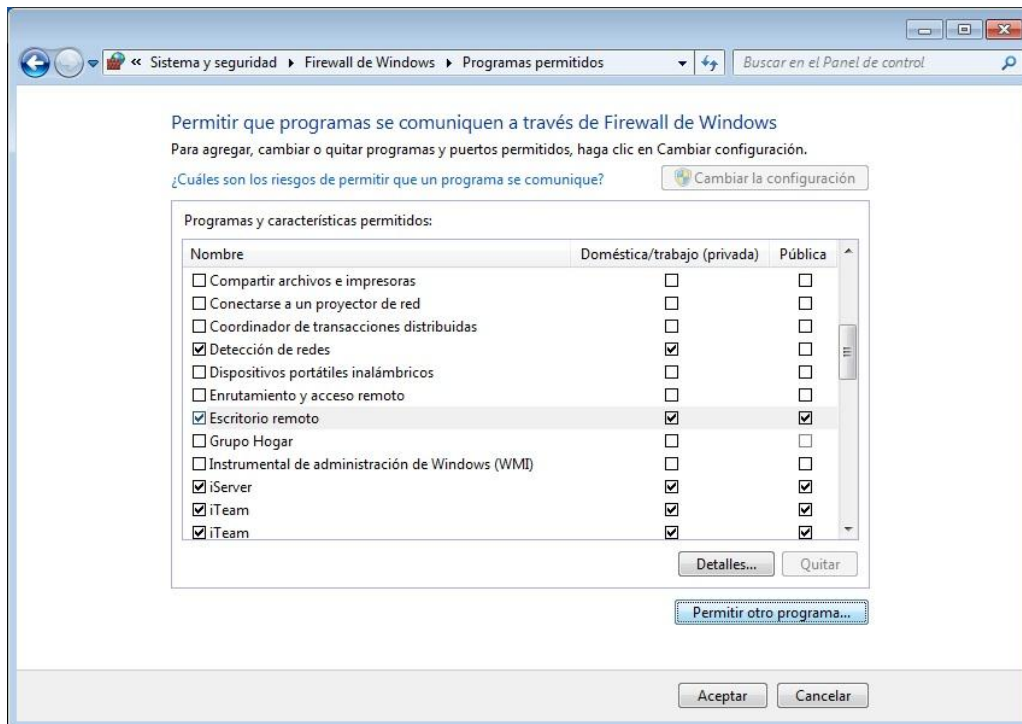 « Sistema y seguridad ▸ Firewall de Windows ▸ Programas permitidos
Buscar en el Panel de control
Permitir que programas se comuniquen a través de Firewall de Windows
Para agregar, cambiar o quitar programas y puertos permitidos, haga clic en Cambiar configuración.
¿Cuáles son los riesgos de permitir que un programa se comunique?
Cambiar la configuración
Programas y características permitidos:
Nombre Doméstica/trabajo (privada) Pública
Compartir archivos e impresoras
Conectarse a un proyector de red
Coordinador de transacciones distribuidas
Detección de redes
Dispositivos portátiles inalámbricos
Enrutamiento y acceso remoto
Escritorio remoto
Grupo Hogar
Instrumental de administración de Windows (WMI)
iServer
iTeam
iTeam
Detalles... Quitar
Permitir otro programa...
Aceptar Cancelar